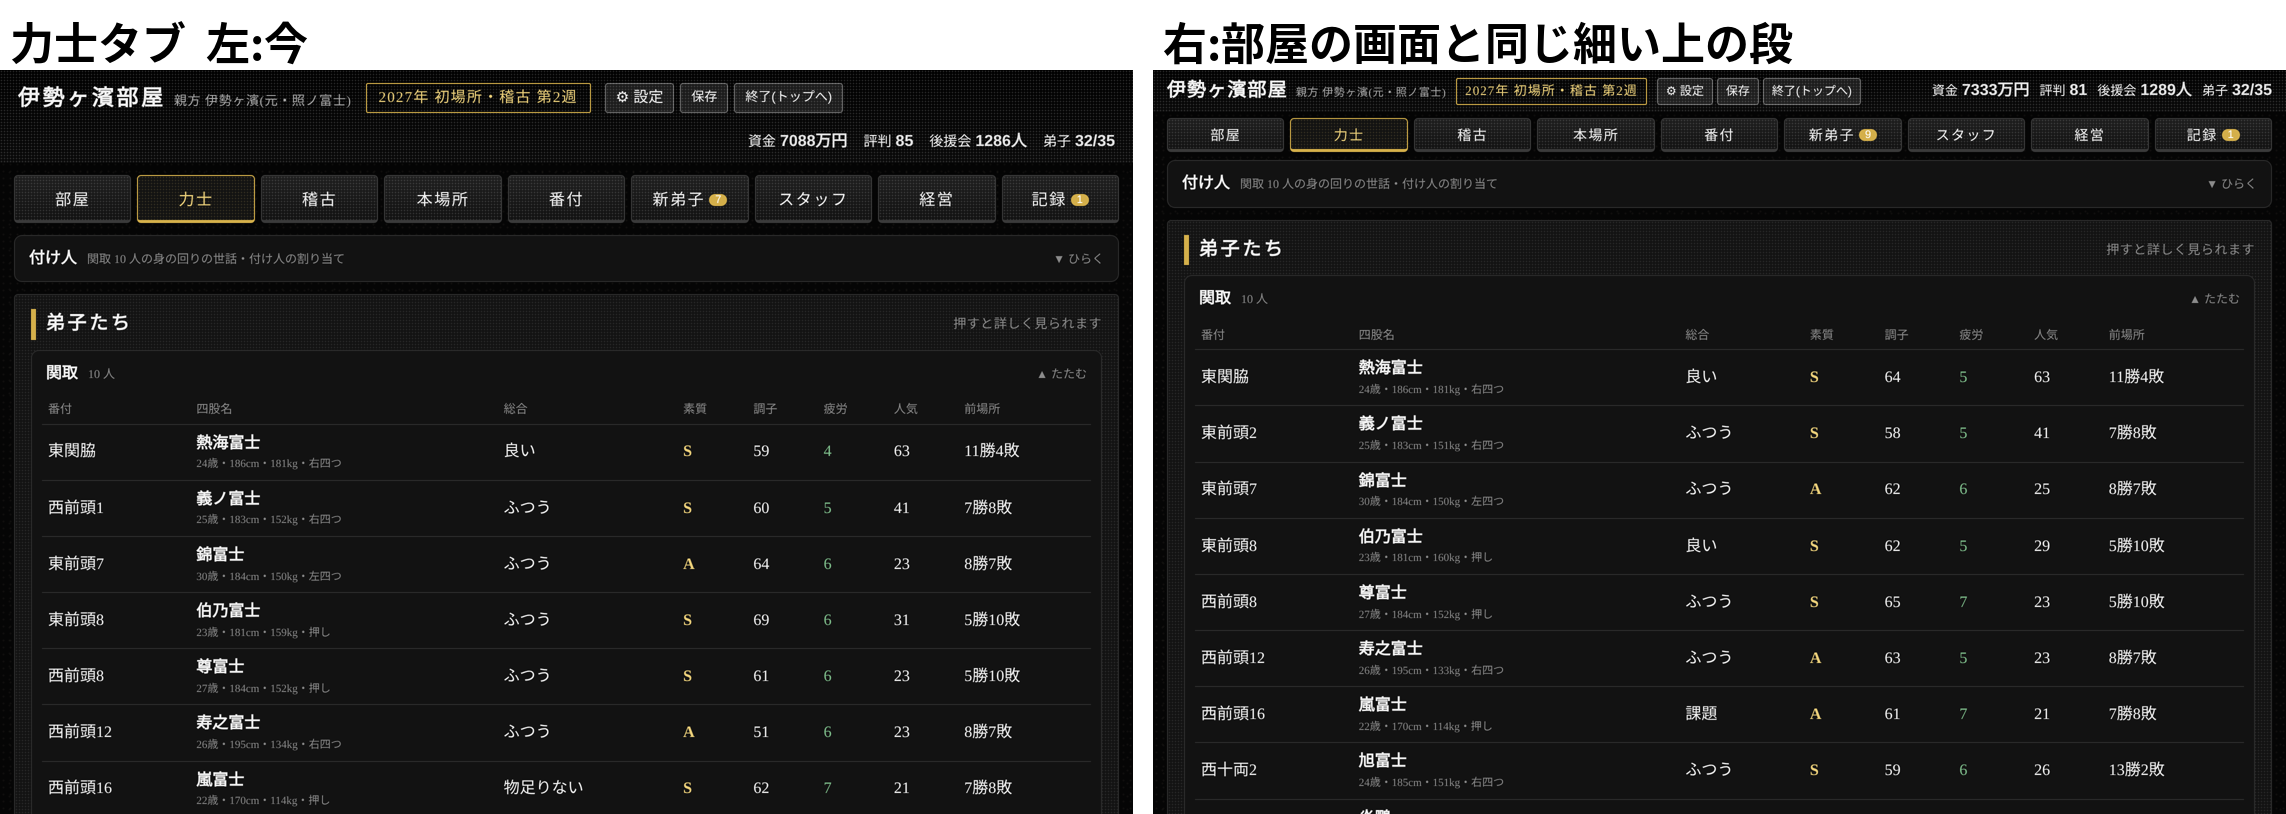 力士タブ 左:今
伊勢ヶ濱部屋 親方 伊勢ヶ濱(元・照ノ富士) 2027年 初場所・稽古 第2週 ⚙ 設定 保存 終了(トップへ)
資金 7088万円 評判 85 後援会 1286人 弟子 32/35
部屋 力士 稽古 本場所 番付 新弟子 7 スタッフ 経営 記録 1
付け人 関取 10 人の身の回りの世話・付け人の割り当て ▼ ひらく
弟子たち 押すと詳しく見られます
関取 10 人 ▲ たたむ
番付 四股名 総合 素質 調子 疲労 人気 前場所
東関脇 熱海富士 良い S 59 4 63 11勝4敗
24歳・186cm・181kg・右四つ
西前頭1 義ノ富士 ふつう S 60 5 41 7勝8敗
25歳・183cm・152kg・右四つ
東前頭7 錦富士 ふつう A 64 6 23 8勝7敗
30歳・184cm・150kg・左四つ
東前頭8 伯乃富士 ふつう S 69 6 31 5勝10敗
23歳・181cm・159kg・押し
西前頭8 尊富士 ふつう S 61 6 23 5勝10敗
27歳・184cm・152kg・押し
西前頭12 寿之富士 ふつう A 51 6 23 8勝7敗
26歳・195cm・134kg・右四つ
西前頭16 嵐富士 物足りない S 62 7 21 7勝8敗
22歳・170cm・114kg・押し
右:部屋の画面と同じ細い上の段
伊勢ヶ濱部屋 親方 伊勢ヶ濱(元・照ノ富士) 2027年 初場所・稽古 第2週 ⚙ 設定 保存 終了(トップへ) 資金 7333万円 評判 81 後援会 1289人 弟子 32/35
部屋 力士 稽古 本場所 番付 新弟子 9 スタッフ 経営 記録 1
付け人 関取 10 人の身の回りの世話・付け人の割り当て ▼ ひらく
弟子たち 押すと詳しく見られます
関取 10 人 ▲ たたむ
番付 四股名 総合 素質 調子 疲労 人気 前場所
東関脇 熱海富士 良い S 64 5 63 11勝4敗
24歳・186cm・181kg・右四つ
東前頭2 義ノ富士 ふつう S 58 5 41 7勝8敗
25歳・183cm・151kg・右四つ
東前頭7 錦富士 ふつう A 62 6 25 8勝7敗
30歳・184cm・150kg・左四つ
東前頭8 伯乃富士 良い S 62 5 29 5勝10敗
23歳・181cm・160kg・押し
西前頭8 尊富士 ふつう S 65 7 23 5勝10敗
27歳・184cm・152kg・押し
西前頭12 寿之富士 ふつう A 63 5 23 8勝7敗
26歳・195cm・133kg・右四つ
西前頭16 嵐富士 課題 A 61 7 21 7勝8敗
22歳・170cm・114kg・押し
西十両2 旭富士 ふつう S 59 6 26 13勝2敗
24歳・185cm・151kg・右四つ